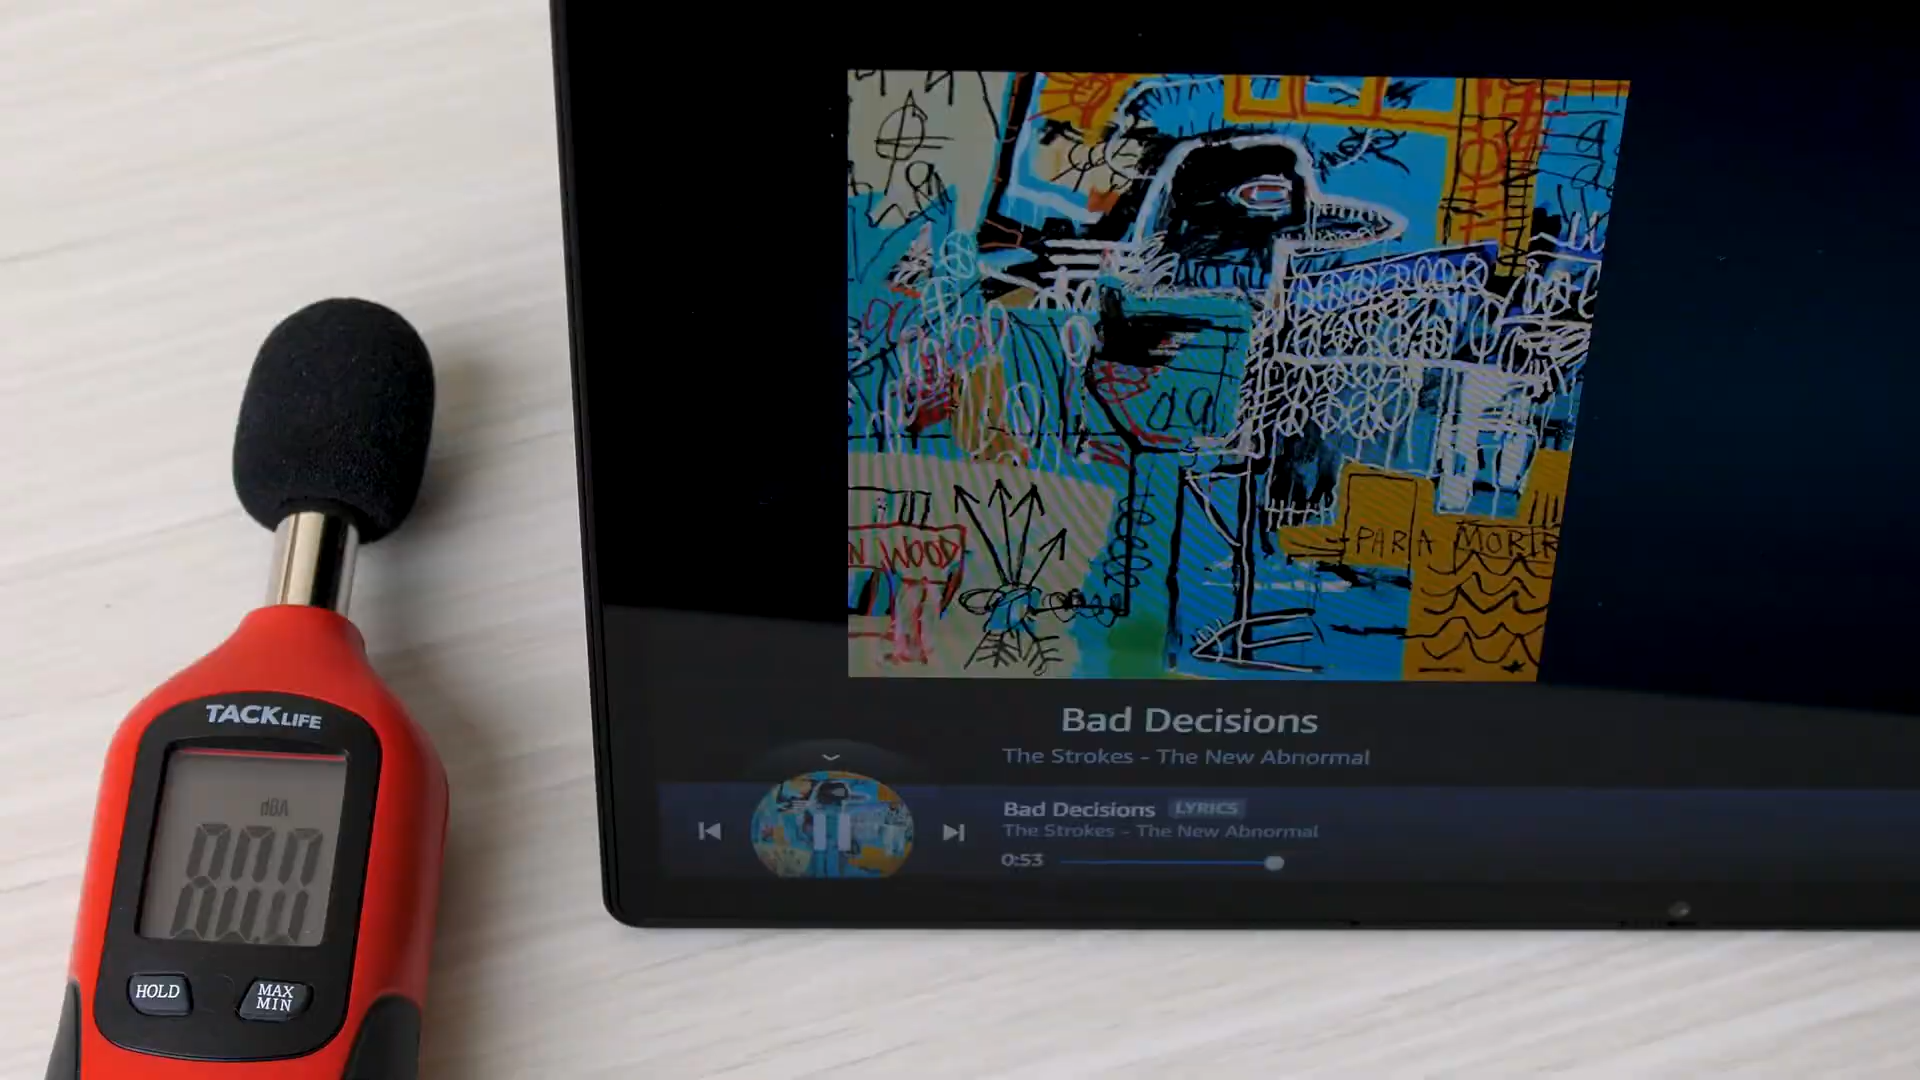 N WOOD
PARA MORIR
TACKLIFE
HOLD
MAX
MIN
Bad Decisions
The Strokes - The New Abnormal
Bad Decisions LYRICS
The Strokes - The New Abnormal
0:53